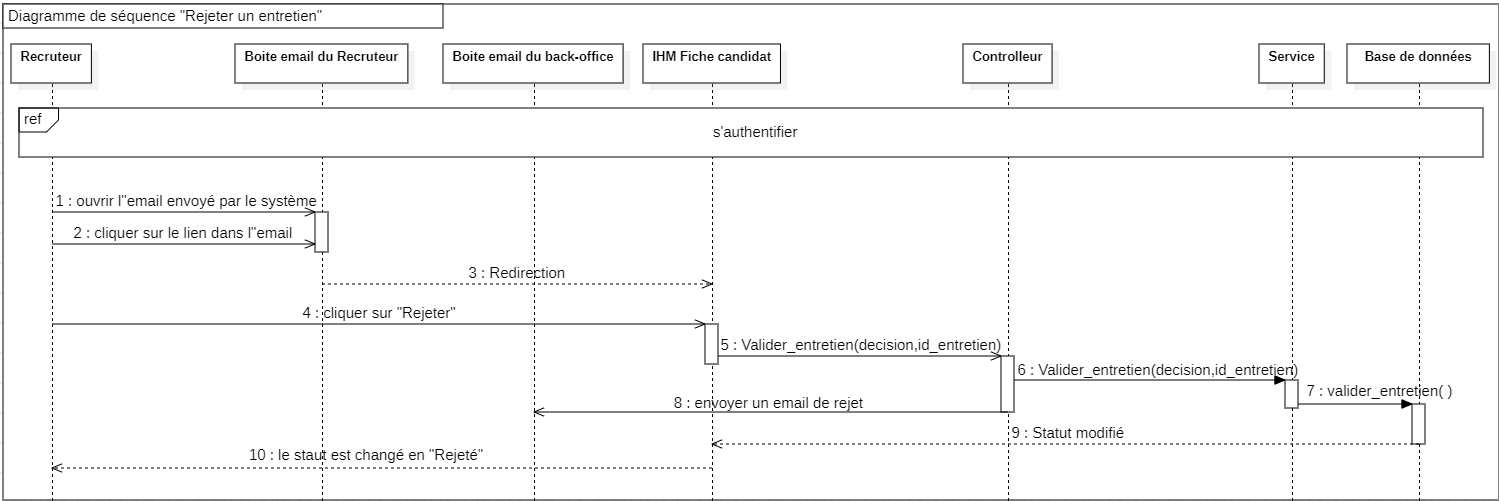 Diagramme de séquence "Rejeter un entretien"
Recruteur
Boite email du Recruteur
Boite email du back-office
IHM Fiche candidat
Controlleur
Service
Base de données
ref
s'authentifier
1 : ouvrir l''email envoyé par le système
2 : cliquer sur le lien dans l''email
3 : Redirection
4 : cliquer sur "Rejeter"
5 : Valider_entretien(decision,id_entretien)
6 : Valider_entretien(decision,id_entretien)
7 : valider_entretien( )
8 : envoyer un email de rejet
9 : Statut modifié
10 : le staut est changé en "Rejeté"